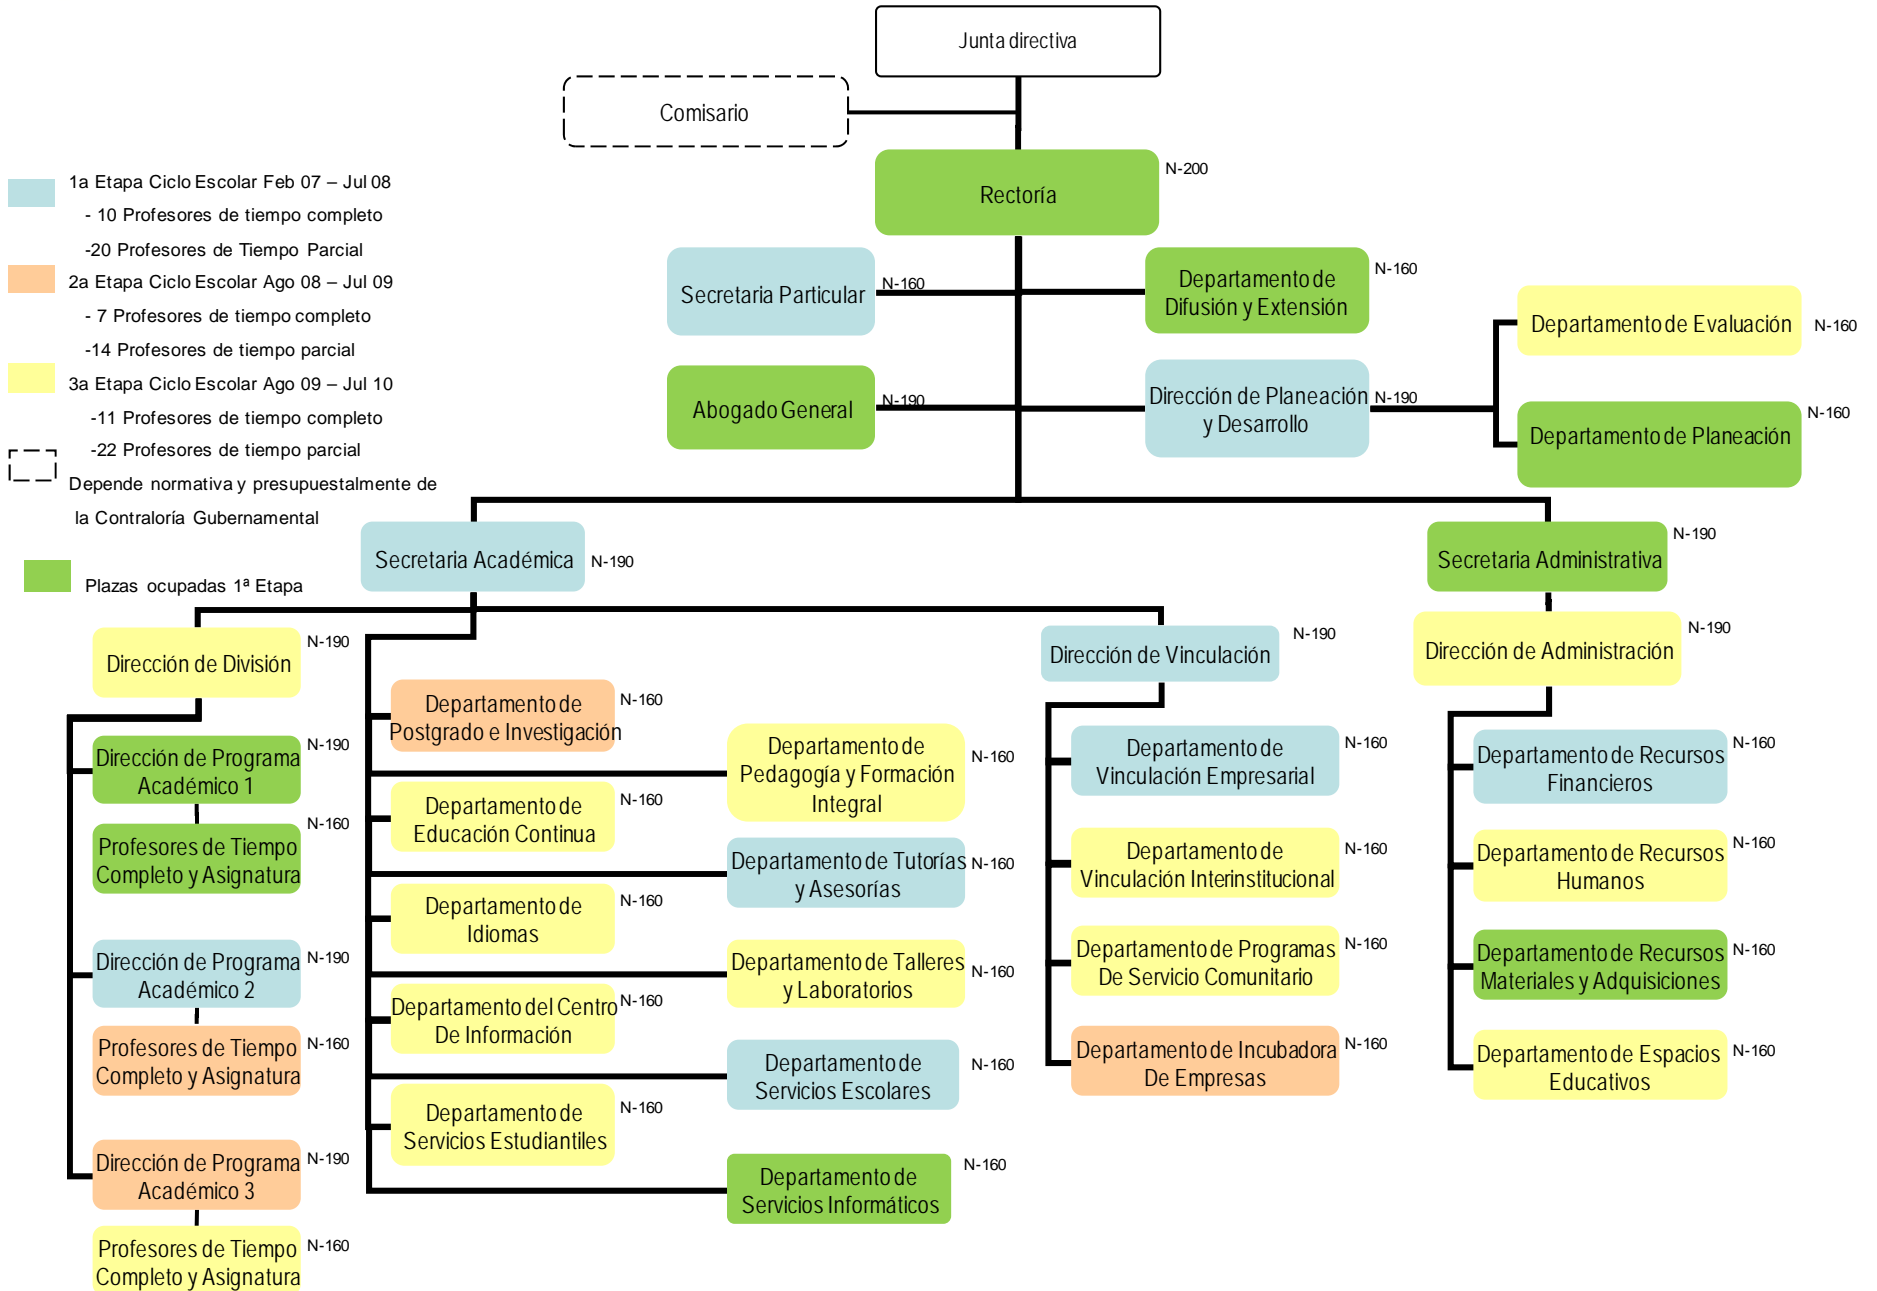 Junta directiva
Comisario
Rectoría
N-200
1a Etapa Ciclo Escolar Feb 07 – Jul 08
- 10 Profesores de tiempo completo
-20 Profesores de Tiempo Parcial
2a Etapa Ciclo Escolar Ago 08 – Jul 09
- 7 Profesores de tiempo completo
-14 Profesores de tiempo parcial
3a Etapa Ciclo Escolar Ago 09 – Jul 10
-11 Profesores de tiempo completo
-22 Profesores de tiempo parcial
Depende normativa y presupuestalmente de
la Contraloría Gubernamental
Plazas ocupadas 1ª Etapa
Secretaria Particular
N-160
Departamento de
Difusión y Extensión
N-160
Abogado General
N-190
Dirección de Planeación
y Desarrollo
N-190
Departamento de Evaluación
N-160
Departamento de Planeación
N-160
Secretaria Académica
N-190
Secretaria Administrativa
N-190
Dirección de División
N-190
Dirección de Programa
Académico 1
N-190
Profesores de Tiempo
Completo y Asignatura
N-160
Dirección de Programa
Académico 2
N-190
Profesores de Tiempo
Completo y Asignatura
N-160
Dirección de Programa
Académico 3
N-190
Profesores de Tiempo
Completo y Asignatura
N-160
Departamento de
Postgrado e Investigación
N-160
Departamento de
Educación Continua
N-160
Departamento de
Idiomas
N-160
Departamento del Centro
De Información
N-160
Departamento de
Servicios Estudiantiles
N-160
Departamento de
Pedagogía y Formación
Integral
N-160
Departamento de Tutorías
y Asesorías
N-160
Departamento de Talleres
y Laboratorios
N-160
Departamento de
Servicios Escolares
N-160
Departamento de
Servicios Informáticos
N-160
Dirección de Vinculación
N-190
Departamento de
Vinculación Empresarial
N-160
Departamento de
Vinculación Interinstitucional
N-160
Departamento de Programas
De Servicio Comunitario
N-160
Departamento de Incubadora
De Empresas
N-160
Dirección de Administración
N-190
Departamento de Recursos
Financieros
N-160
Departamento de Recursos
Humanos
N-160
Departamento de Recursos
Materiales y Adquisiciones
N-160
Departamento de Espacios
Educativos
N-160